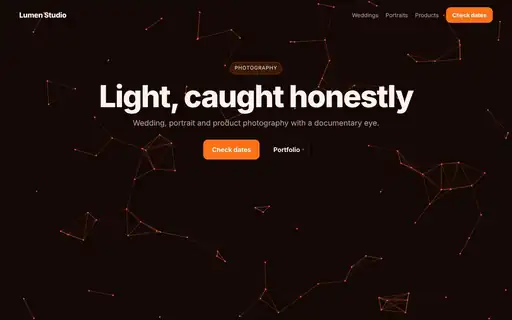 Lumen Studio
Weddings Portraits Products Check dates
PHOTOGRAPHY
Light, caught honestly
Wedding, portrait and product photography with a documentary eye.
Check dates Portfolio